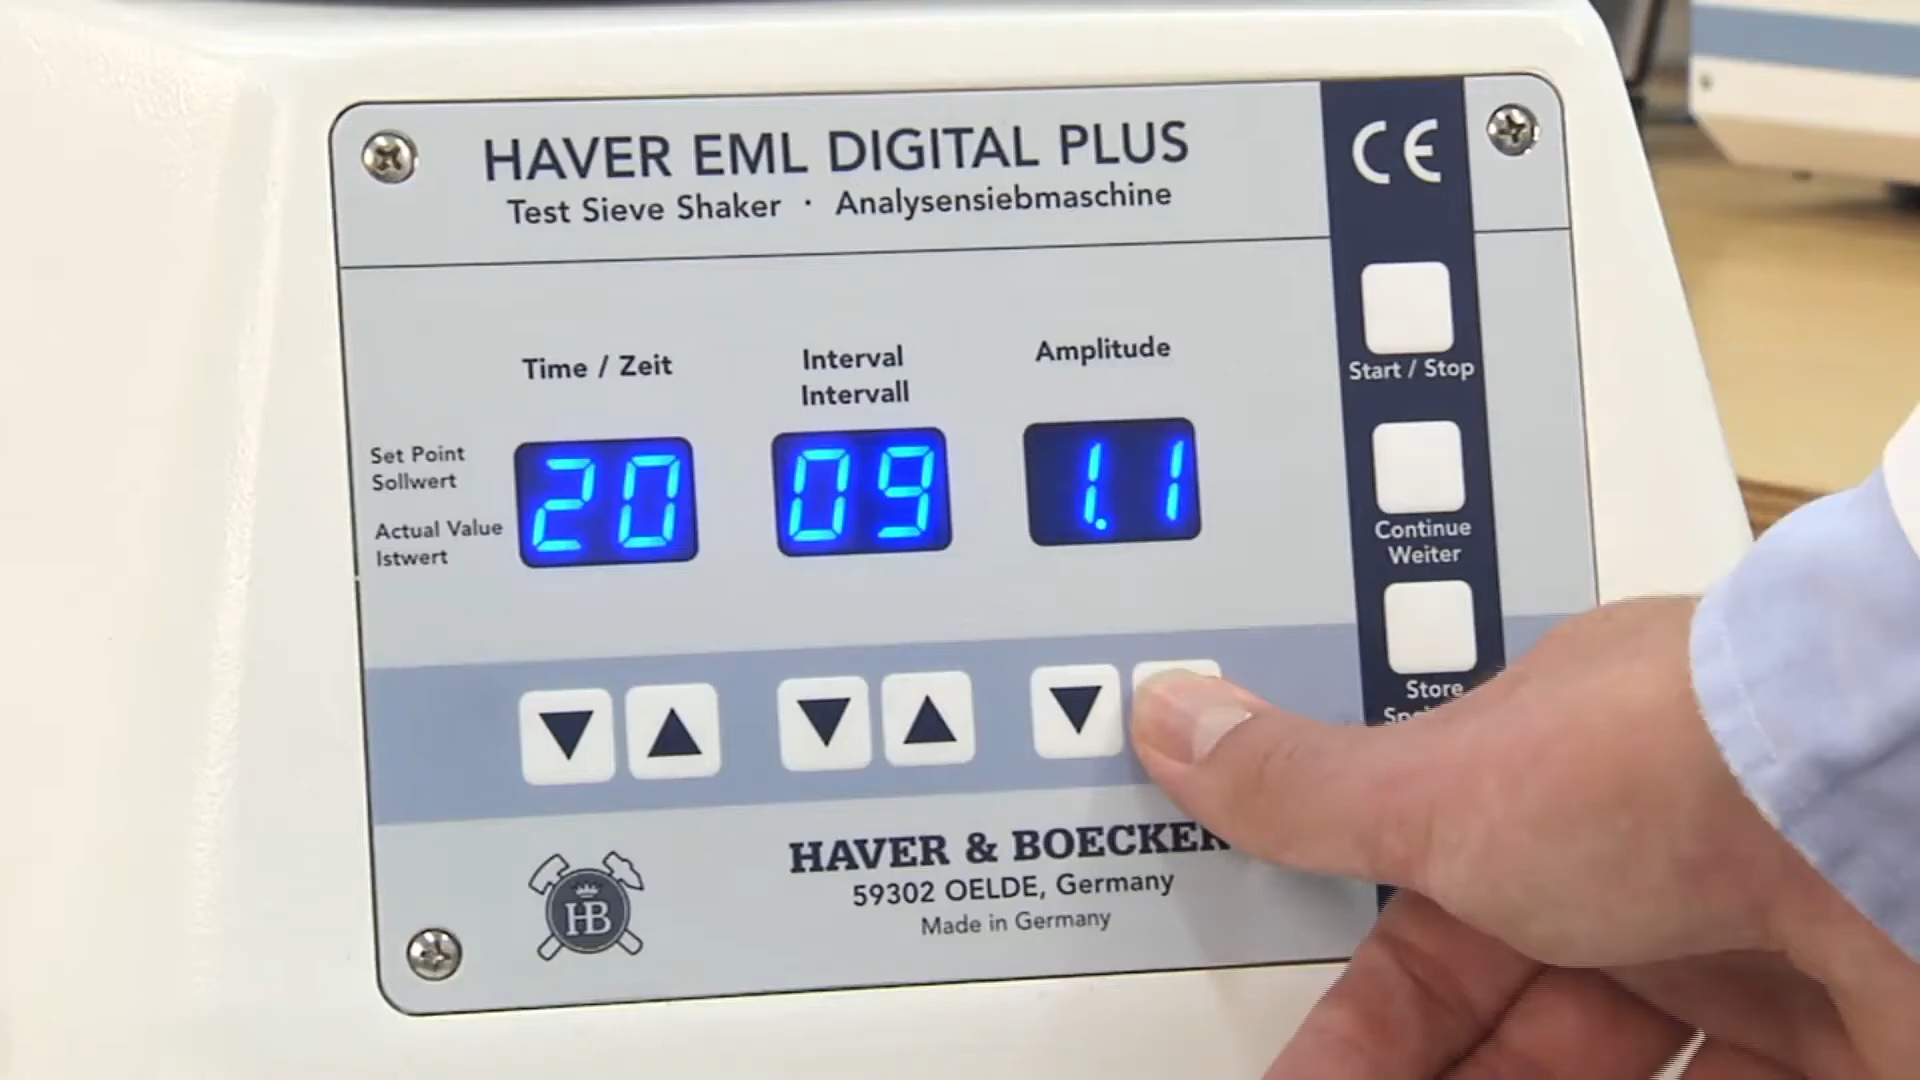 HAVER EML DIGITAL PLUS
Test Sieve Shaker · Analysensiebmaschine
CE
Time / Zeit
Interval
Intervall
Amplitude
Set Point
Sollwert
Actual Value
Istwert
20
09
1.1
Start / Stop
Continue
Weiter
Store
HB
HAVER & BOECKER
59302 OELDE, Germany
Made in Germany